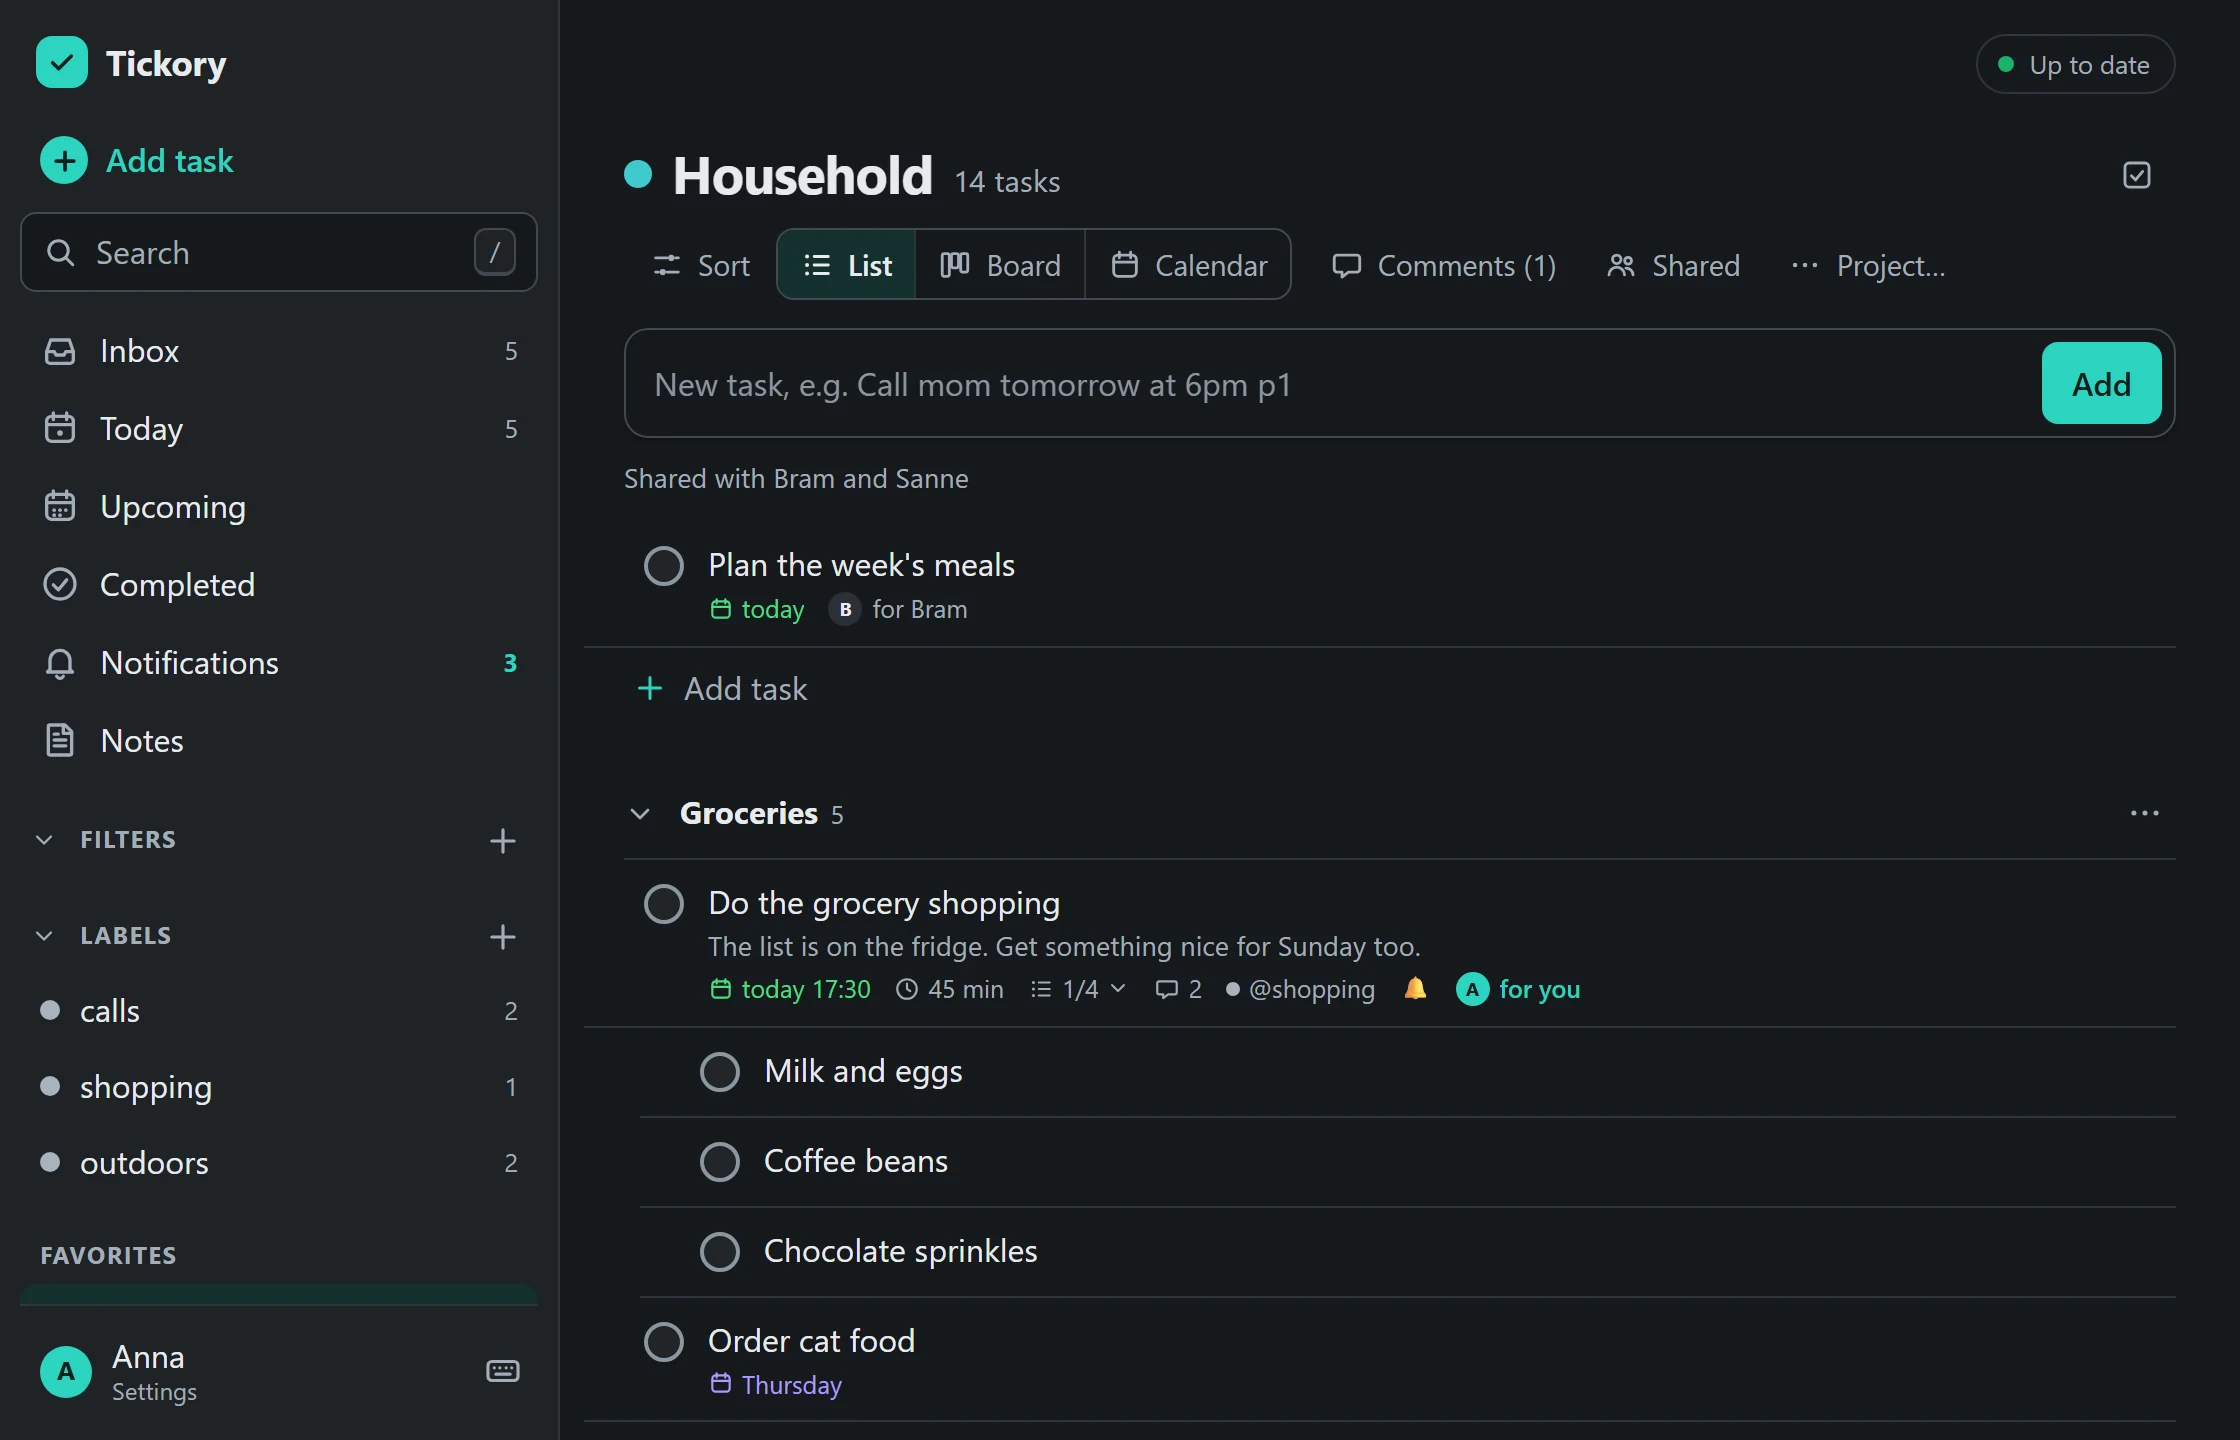 Tickory
Add task
Search /
Inbox 5
Today 5
Upcoming
Completed
Notifications 3
Notes
FILTERS
LABELS
calls 2
shopping 1
outdoors 2
FAVORITES
A Anna
Settings
Up to date
Household 14 tasks
Sort List Board Calendar Comments (1) Shared Project...
New task, e.g. Call mom tomorrow at 6pm p1 Add
Shared with Bram and Sanne
Plan the week's meals
today B for Bram
Add task
Groceries 5
Do the grocery shopping
The list is on the fridge. Get something nice for Sunday too.
today 17:30 45 min 1/4 2 @shopping A for you
Milk and eggs
Coffee beans
Chocolate sprinkles
Order cat food
Thursday